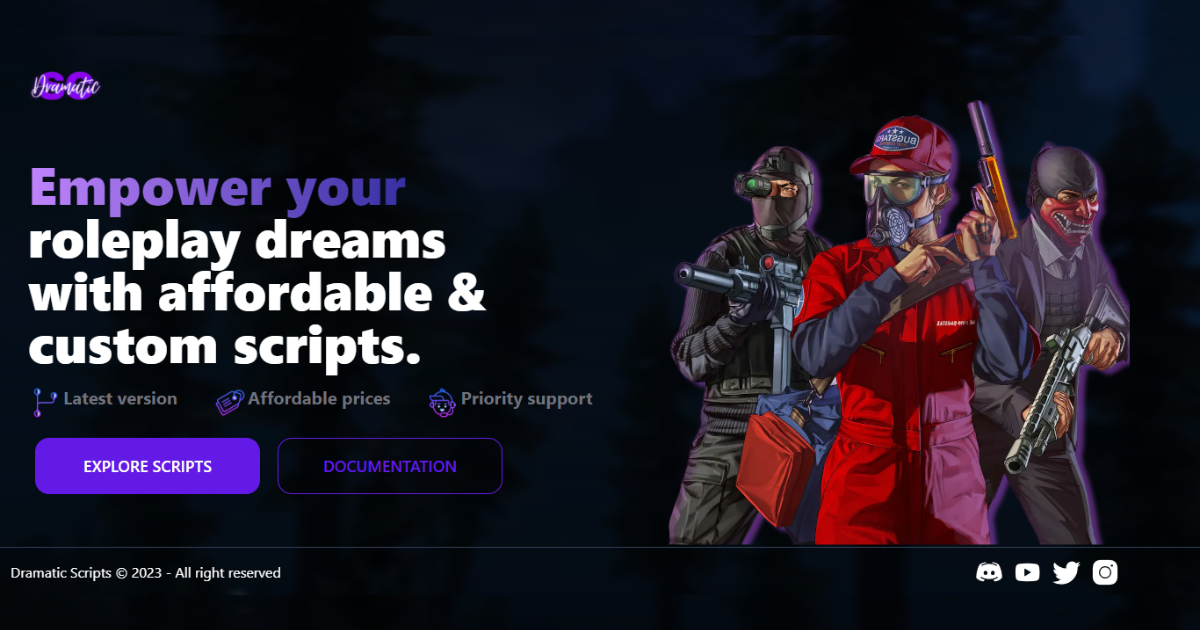 Dramatic
Empower your
roleplay dreams
with affordable &
custom scripts.
Latest version
Affordable prices
Priority support
EXPLORE SCRIPTS
DOCUMENTATION
BUGSTARS
Dramatic Scripts © 2023 - All right reserved